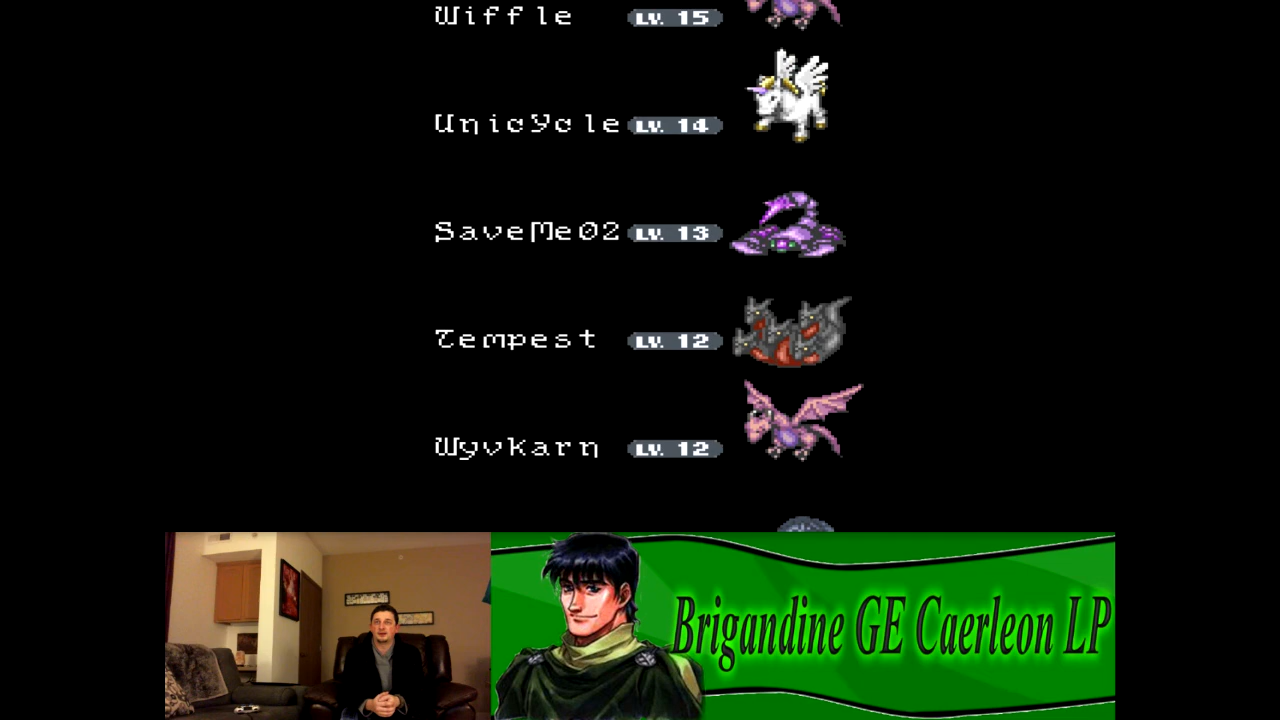 Wiffle LV. 15
Unicycle LV. 14
SaveMe02 LV. 13
Tempest LV. 12
Wyvkarn LV. 12
Brigandine GE Caerleon LP